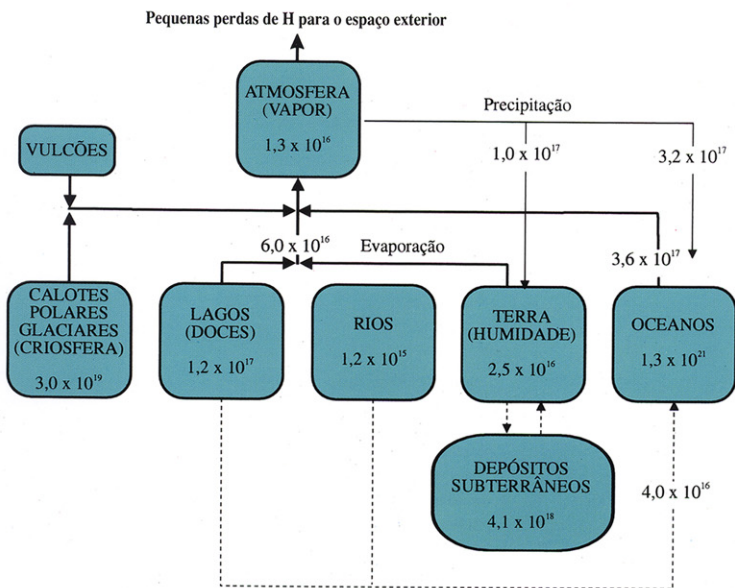 Pequenas perdas de H para o espaço exterior
ATMOSFERA
(VAPOR)
1,3 x 10¹⁶
Precipitação
VULCÕES
1,0 x 10¹⁷
3,2 x 10¹⁷
6,0 x 10¹⁶
Evaporação
3,6 x 10¹⁷
CALOTES
POLARES
GLACIARES
(CRIOSFERA)
3,0 x 10¹⁹
LAGOS
(DOCES)
1,2 x 10¹⁷
RIOS
1,2 x 10¹⁵
TERRA
(HUMIDADE)
2,5 x 10¹⁶
OCEANOS
1,3 x 10²¹
DEPÓSITOS
SUBTERRÂNEOS
4,1 x 10¹⁸
4,0 x 10¹⁶